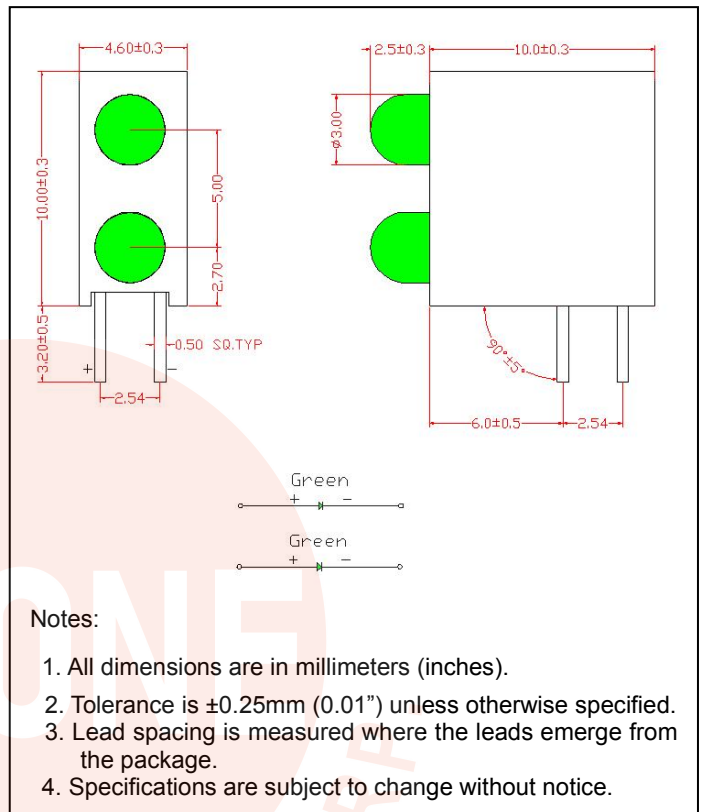 4.60±0.3
2.5±0.3
10.0±0.3
ø3.00
10.00±0.3
5.00
2.70
3.20±0.5
0.50 SQ.TYP
+
−
2.54
90°±5°
6.0±0.5
2.54
Green
+ −
Green
+ −
ONE
RP.
Notes:
1. All dimensions are in millimeters (inches).
2. Tolerance is ±0.25mm (0.01”) unless otherwise specified.
3. Lead spacing is measured where the leads emerge from
the package.
4. Specifications are subject to change without notice.